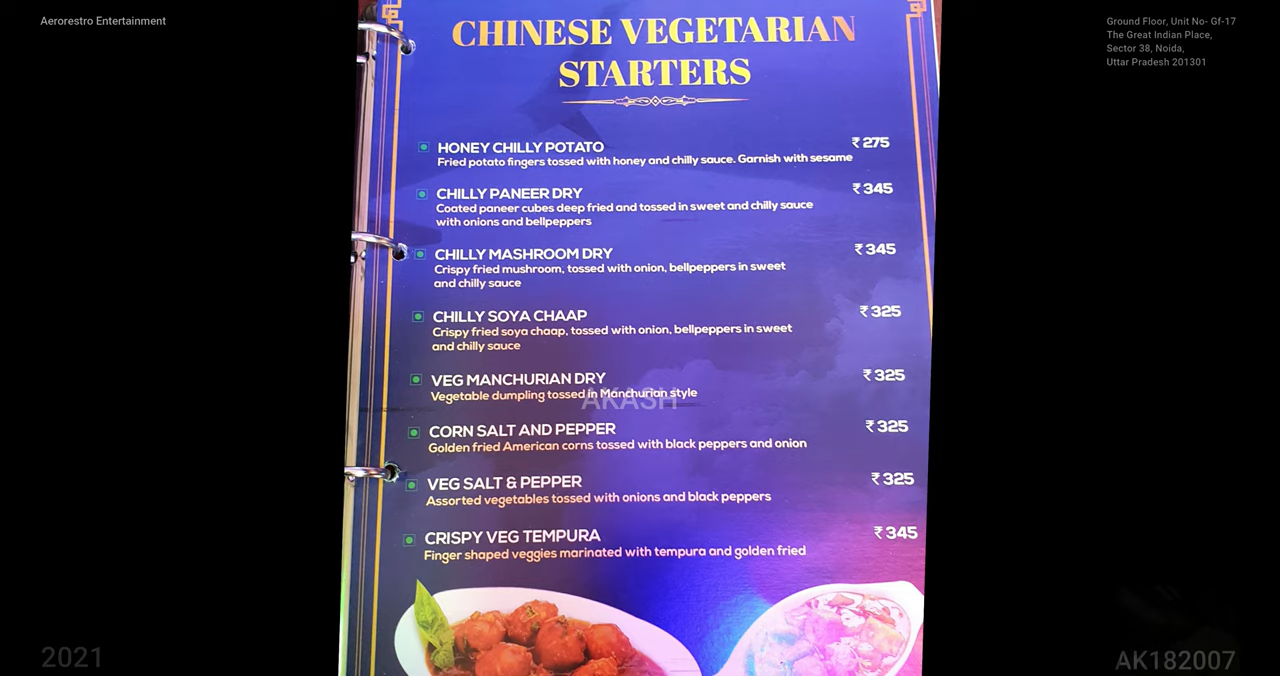 Aerorestro Entertainment
Ground Floor, Unit No- Gf-17
The Great Indian Place,
Sector 38, Noida,
Uttar Pradesh 201301
CHINESE VEGETARIAN
STARTERS
HONEY CHILLY POTATO ₹ 275
Fried potato fingers tossed with honey and chilly sauce. Garnish with sesame
CHILLY PANEER DRY ₹ 345
Coated paneer cubes deep fried and tossed in sweet and chilly sauce
with onions and bellpeppers
CHILLY MASHROOM DRY ₹ 345
Crispy fried mushroom, tossed with onion, bellpeppers in sweet
and chilly sauce
CHILLY SOYA CHAAP ₹ 325
Crispy fried soya chaap, tossed with onion, bellpeppers in sweet
and chilly sauce
VEG MANCHURIAN DRY ₹ 325
Vegetable dumpling tossed in Manchurian style
AKASH
CORN SALT AND PEPPER ₹ 325
Golden fried American corns tossed with black peppers and onion
VEG SALT & PEPPER ₹ 325
Assorted vegetables tossed with onions and black peppers
CRISPY VEG TEMPURA ₹ 345
Finger shaped veggies marinated with tempura and golden fried
2021
AK182007